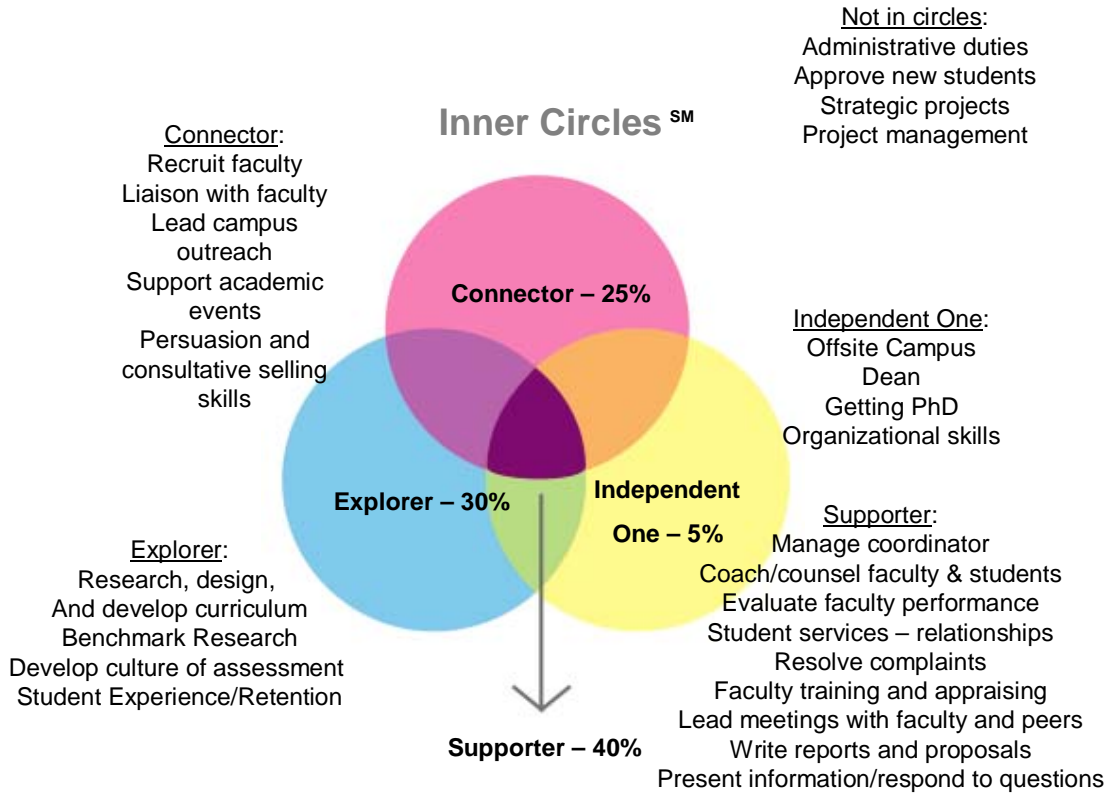 Not in circles:
Administrative duties
Approve new students
Strategic projects
Project management
Inner Circles SM
Connector:
Recruit faculty
Liaison with faculty
Lead campus
outreach
Support academic
events
Persuasion and
consultative selling
skills
Connector – 25%
Independent One:
Offsite Campus
Dean
Getting PhD
Organizational skills
Explorer – 30%
Independent
One – 5%
Explorer:
Research, design,
And develop curriculum
Benchmark Research
Develop culture of assessment
Student Experience/Retention
Supporter:
Manage coordinator
Coach/counsel faculty & students
Evaluate faculty performance
Student services – relationships
Resolve complaints
Faculty training and appraising
Lead meetings with faculty and peers
Write reports and proposals
Present information/respond to questions
Supporter – 40%